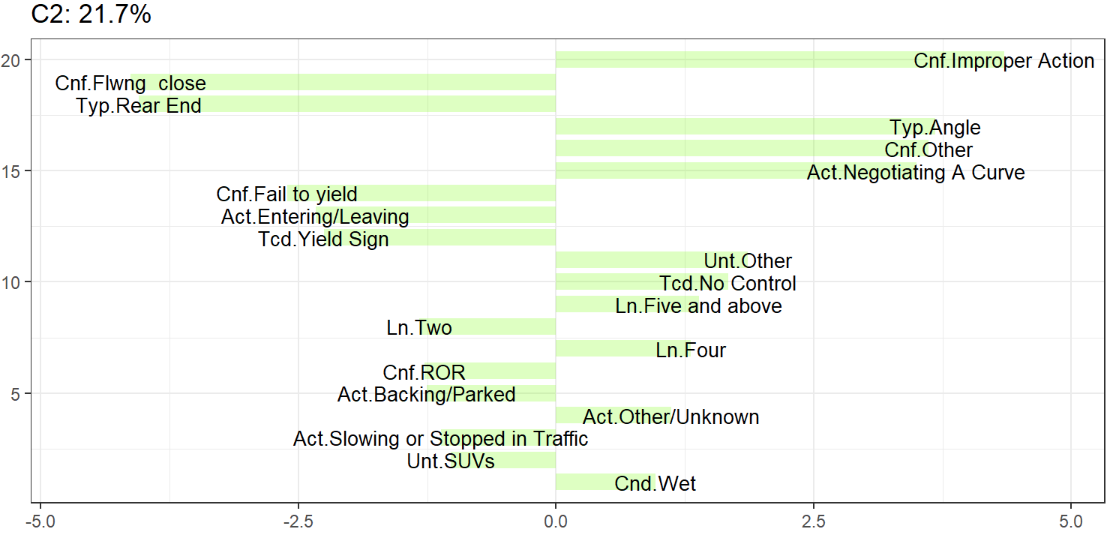 C2: 21.7%
20
Cnf.Improper Action
Cnf.Flwng  close
Typ.Rear End
Typ.Angle
Cnf.Other
15
Act.Negotiating A Curve
Cnf.Fail to yield
Act.Entering/Leaving
Tcd.Yield Sign
Unt.Other
10
Tcd.No Control
Ln.Five and above
Ln.Two
Ln.Four
Cnf.ROR
5
Act.Backing/Parked
Act.Other/Unknown
Act.Slowing or Stopped in Traffic
Unt.SUVs
Cnd.Wet
-5.0
-2.5
0.0
2.5
5.0